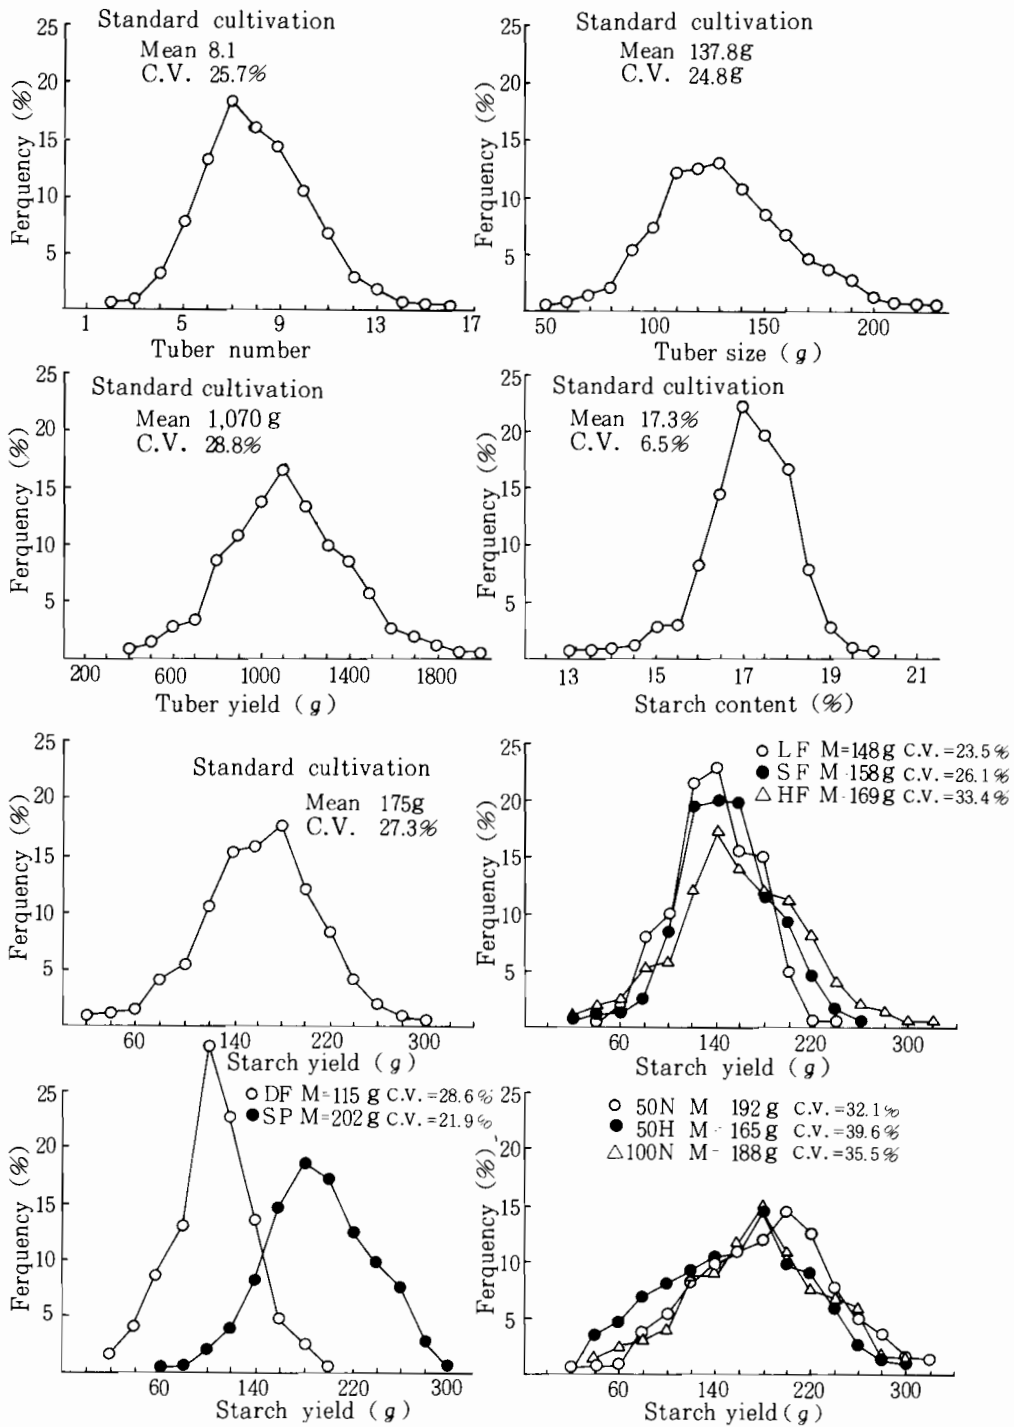 Standard cultivation
Mean 8.1
C.V. 25.7%
Ferquency (%)
25
20
15
10
5
1 5 9 13 17
Tuber number
Standard cultivation
Mean 137.8g
C.V. 24.8g
Ferquency (%)
25
20
15
10
5
50 100 150 200
Tuber size (g)
Standard cultivation
Mean 1,070 g
C.V. 28.8%
Ferquency (%)
25
20
15
10
5
200 600 1000 1400 1800
Tuber yield (g)
Standard cultivation
Mean 17.3%
C.V. 6.5%
Ferquency (%)
25
20
15
10
5
13 15 17 19 21
Starch content (%)
Standard cultivation
Mean 175g
C.V. 27.3%
Ferquency (%)
25
20
15
10
5
60 140 220 300
Starch yield (g)
LF M=148g C.V.=23.5%
SF M-158g C.V.=26.1%
HF M-169g C.V.=33.4%
Ferquency (%)
25
20
15
10
5
60 140 220 300
Starch yield (g)
DF M=115g C.V.=28.6%
SP M=202g C.V.=21.9%
Ferquency (%)
25
20
15
10
5
60 140 220 300
Starch yield (g)
50N M 192g C.V.=32.1%
50H M- 165g C.V.=39.6%
100N M- 188g C.V.=35.5%
Ferquency (%)
25
20
15
10
5
60 140 220 300
Starch yield (g)